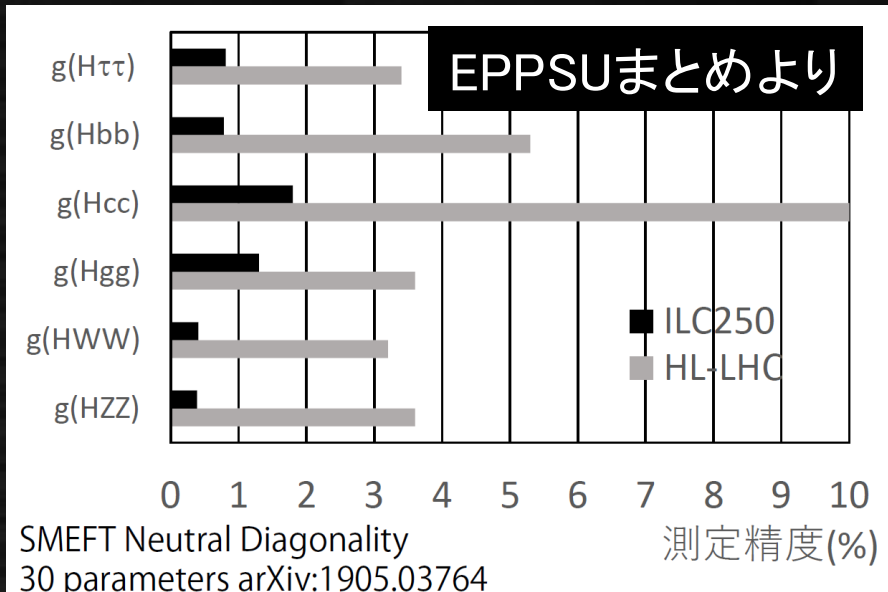 EPPSUまとめより
g(Hττ)
g(Hbb)
g(Hcc)
g(Hgg)
g(HWW)
g(HZZ)
ILC250
HL-LHC
0 1 2 3 4 5 6 7 8 9 10
測定精度(%)
SMEFT Neutral Diagonality
30 parameters arXiv:1905.03764